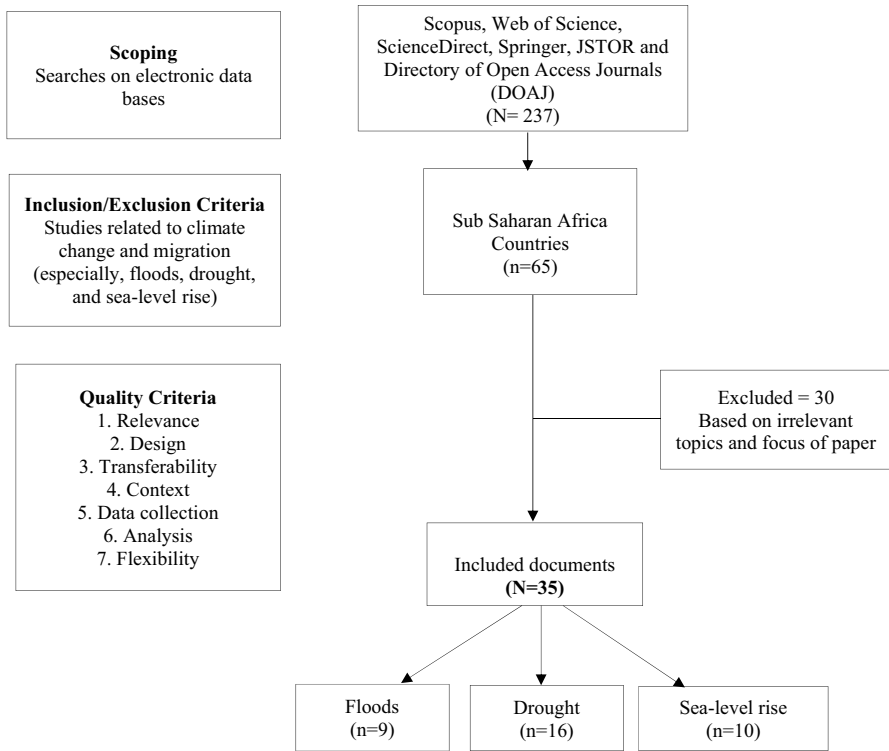 Scoping
Searches on electronic data
bases
Scopus, Web of Science,
ScienceDirect, Springer, JSTOR and
Directory of Open Access Journals
(DOAJ)
(N= 237)
Inclusion/Exclusion Criteria
Studies related to climate
change and migration
(especially, floods, drought,
and sea-level rise)
Sub Saharan Africa
Countries
(n=65)
Quality Criteria
1. Relevance
2. Design
3. Transferability
4. Context
5. Data collection
6. Analysis
7. Flexibility
Excluded = 30
Based on irrelevant
topics and focus of paper
Included documents
(N=35)
Floods
(n=9)
Drought
(n=16)
Sea-level rise
(n=10)